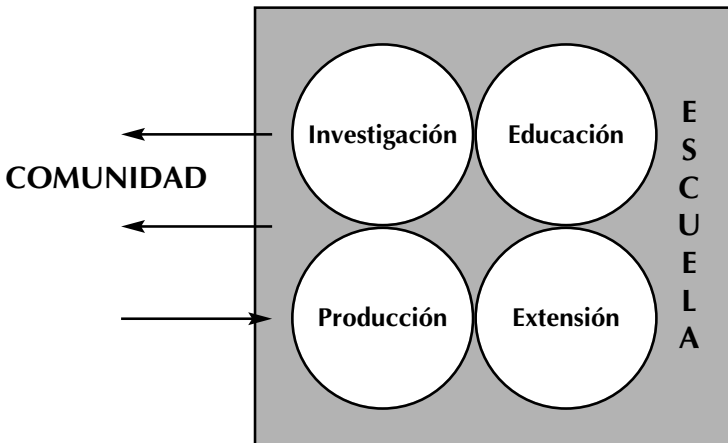 Investigación
Educación
COMUNIDAD
Producción
Extensión
E
S
C
U
E
L
A